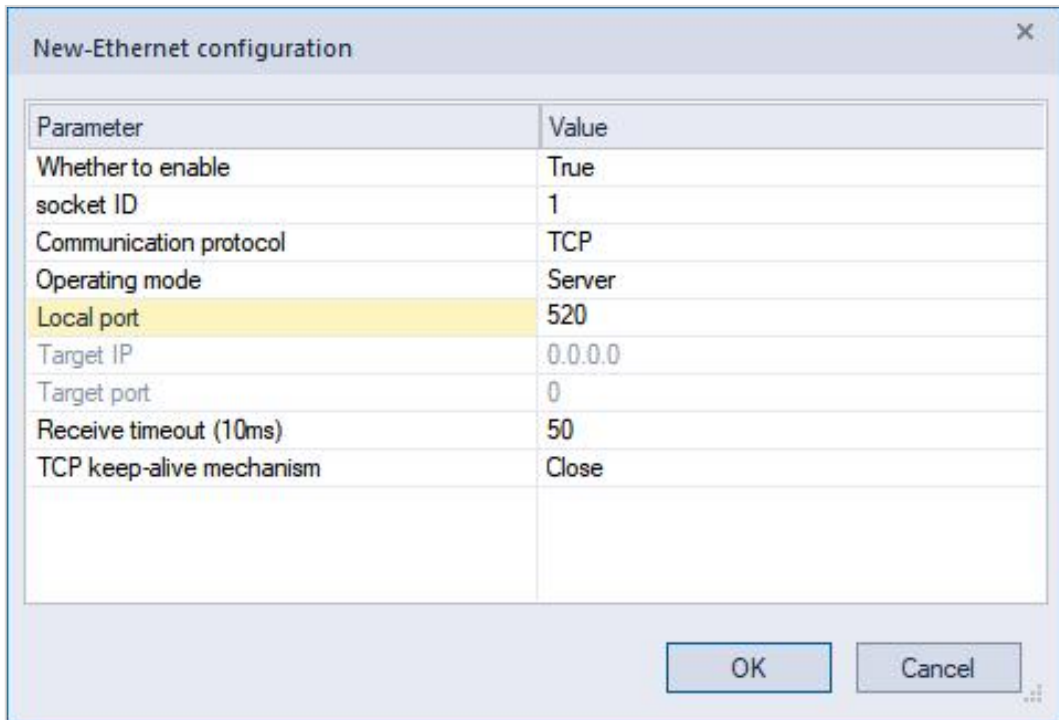 New-Ethernet configuration
Parameter Value
Whether to enable True
socket ID 1
Communication protocol TCP
Operating mode Server
Local port 520
Target IP 0.0.0.0
Target port 0
Receive timeout (10ms) 50
TCP keep-alive mechanism Close
OK Cancel